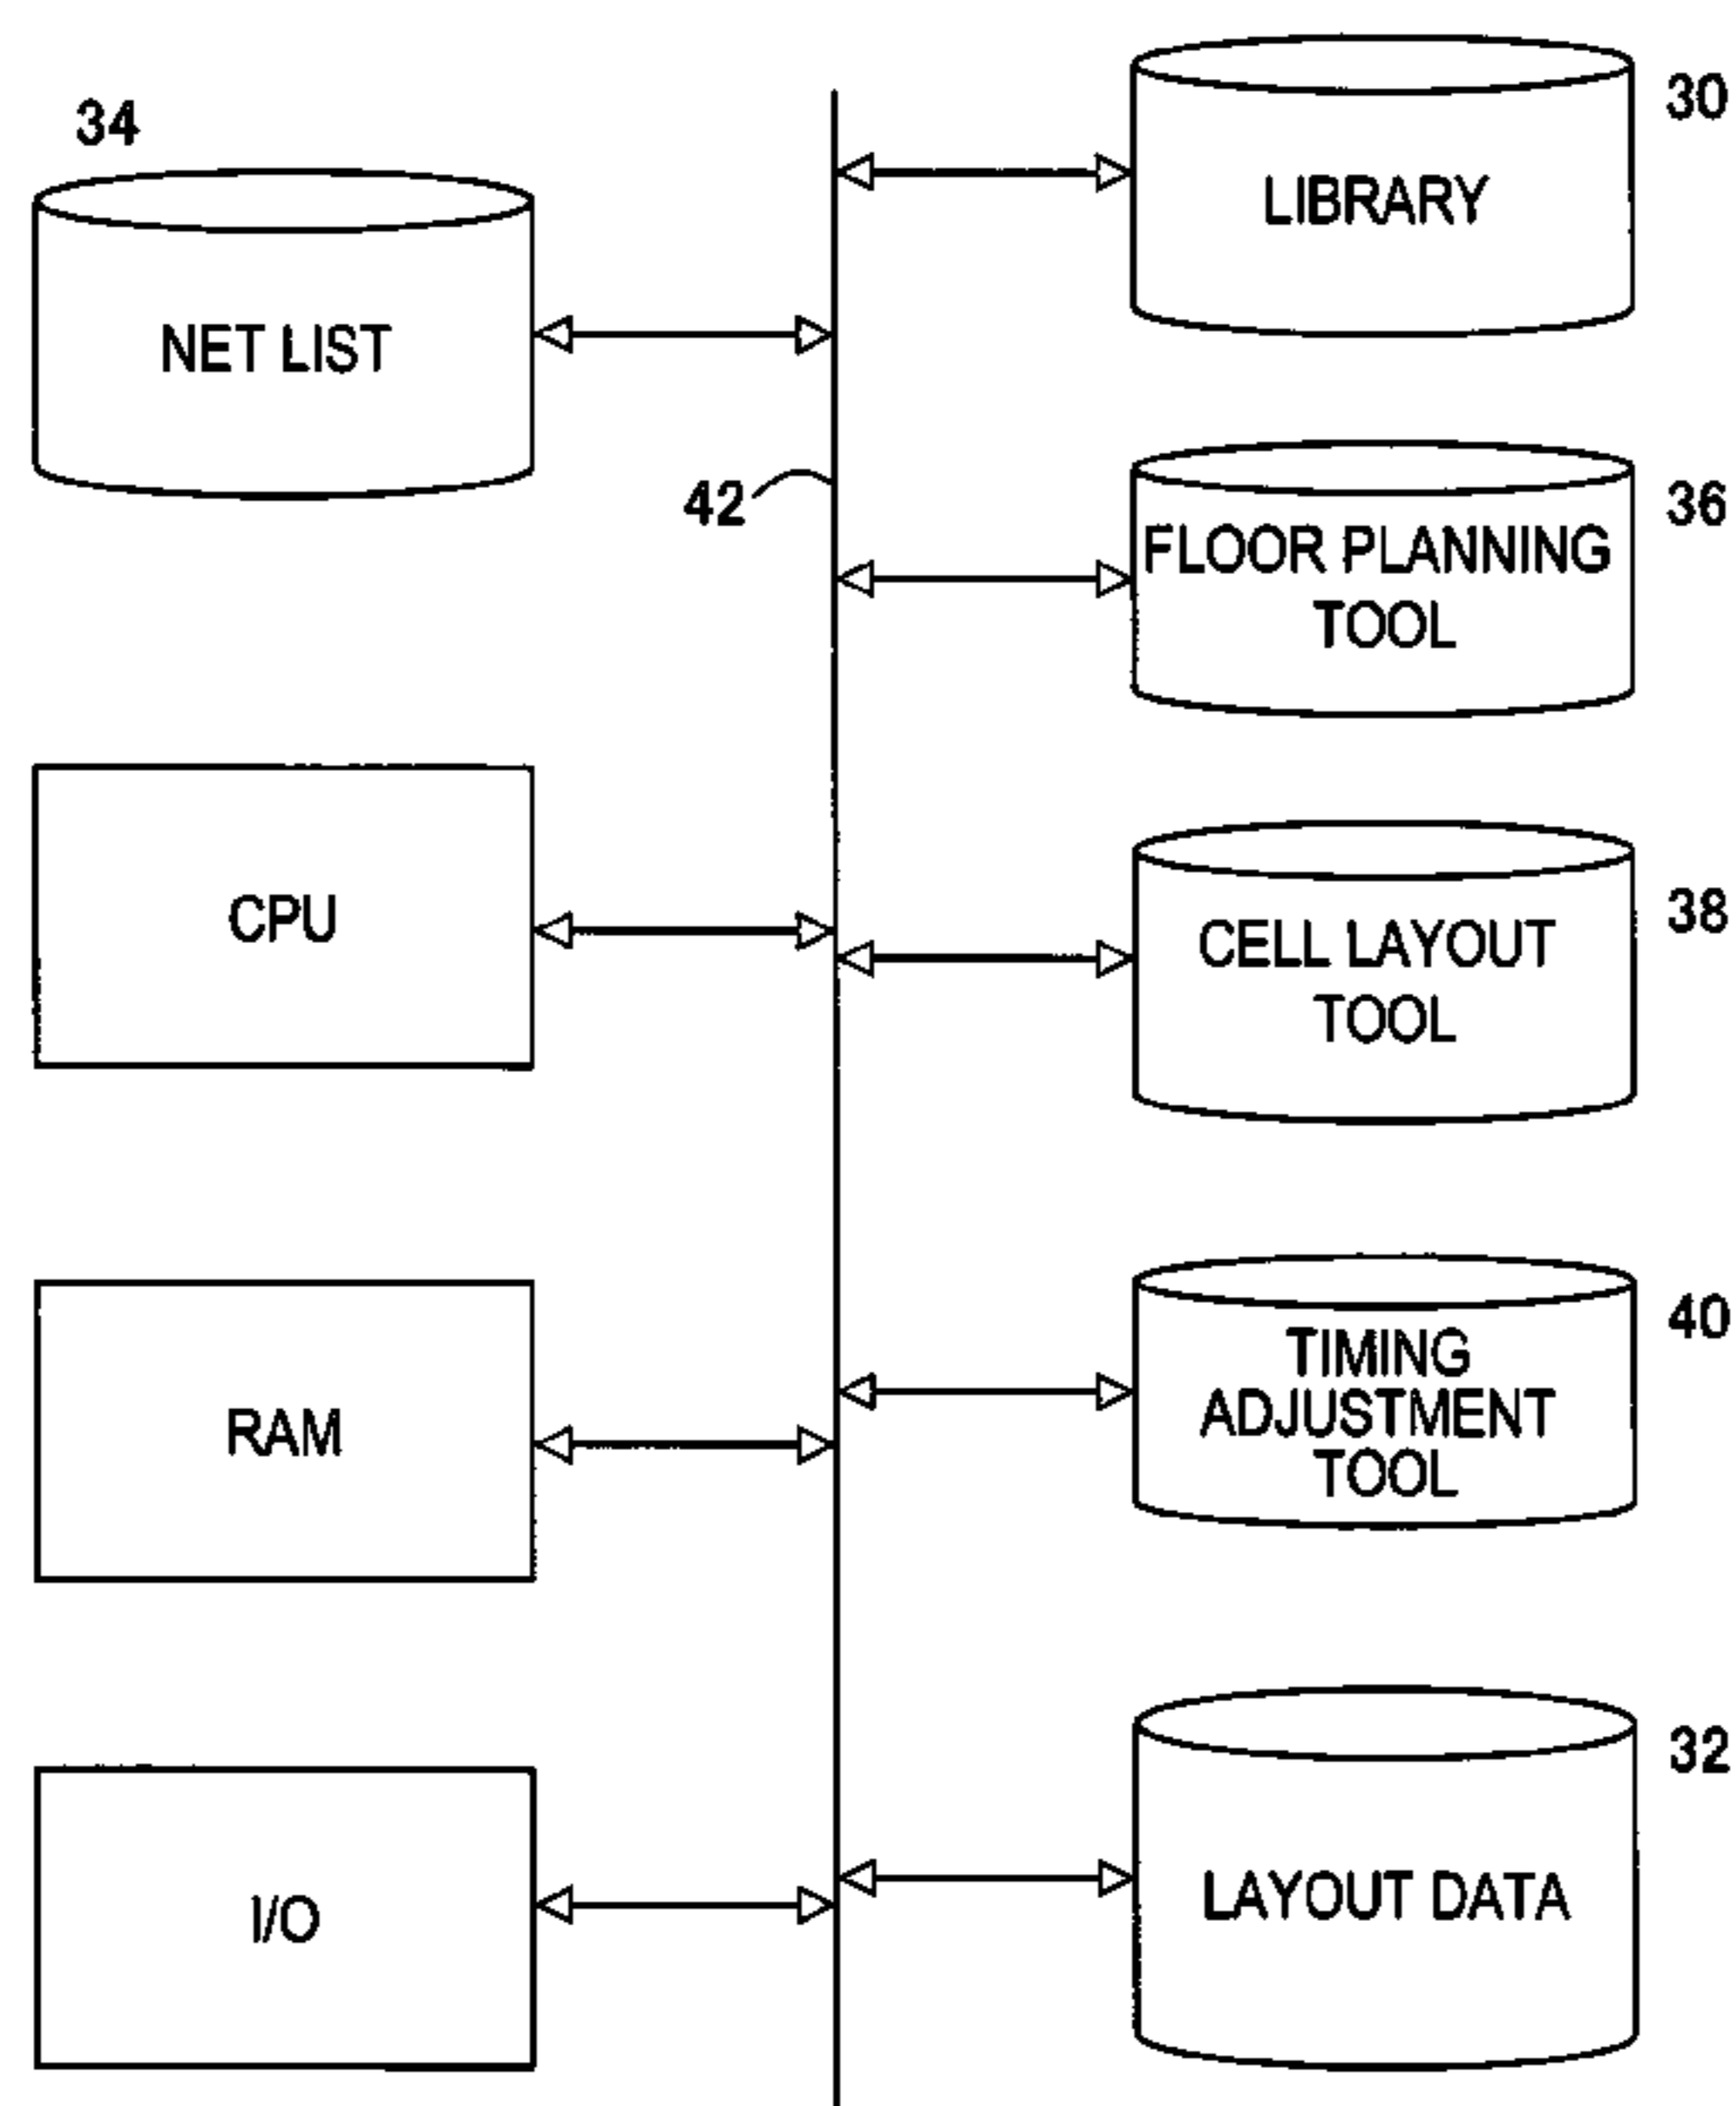 34
NET LIST
42
CPU
RAM
I/O
30
LIBRARY
36
FLOOR PLANNING
TOOL
38
CELL LAYOUT
TOOL
40
TIMING
ADJUSTMENT
TOOL
32
LAYOUT DATA